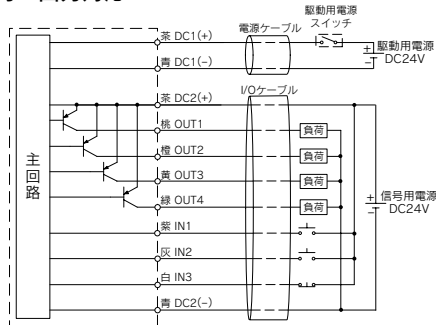 駆動用電源
スイッチ
電源ケーブル
茶 DC1(+)
青 DC1(-)
+
-
駆動用電源
DC24V
I/Oケーブル
茶 DC2(+)
桃 OUT1
負荷
橙 OUT2
負荷
黄 OUT3
負荷
緑 OUT4
負荷
主回路
紫 IN1
灰 IN2
白 IN3
青 DC2(-)
+
-
信号用電源
DC24V